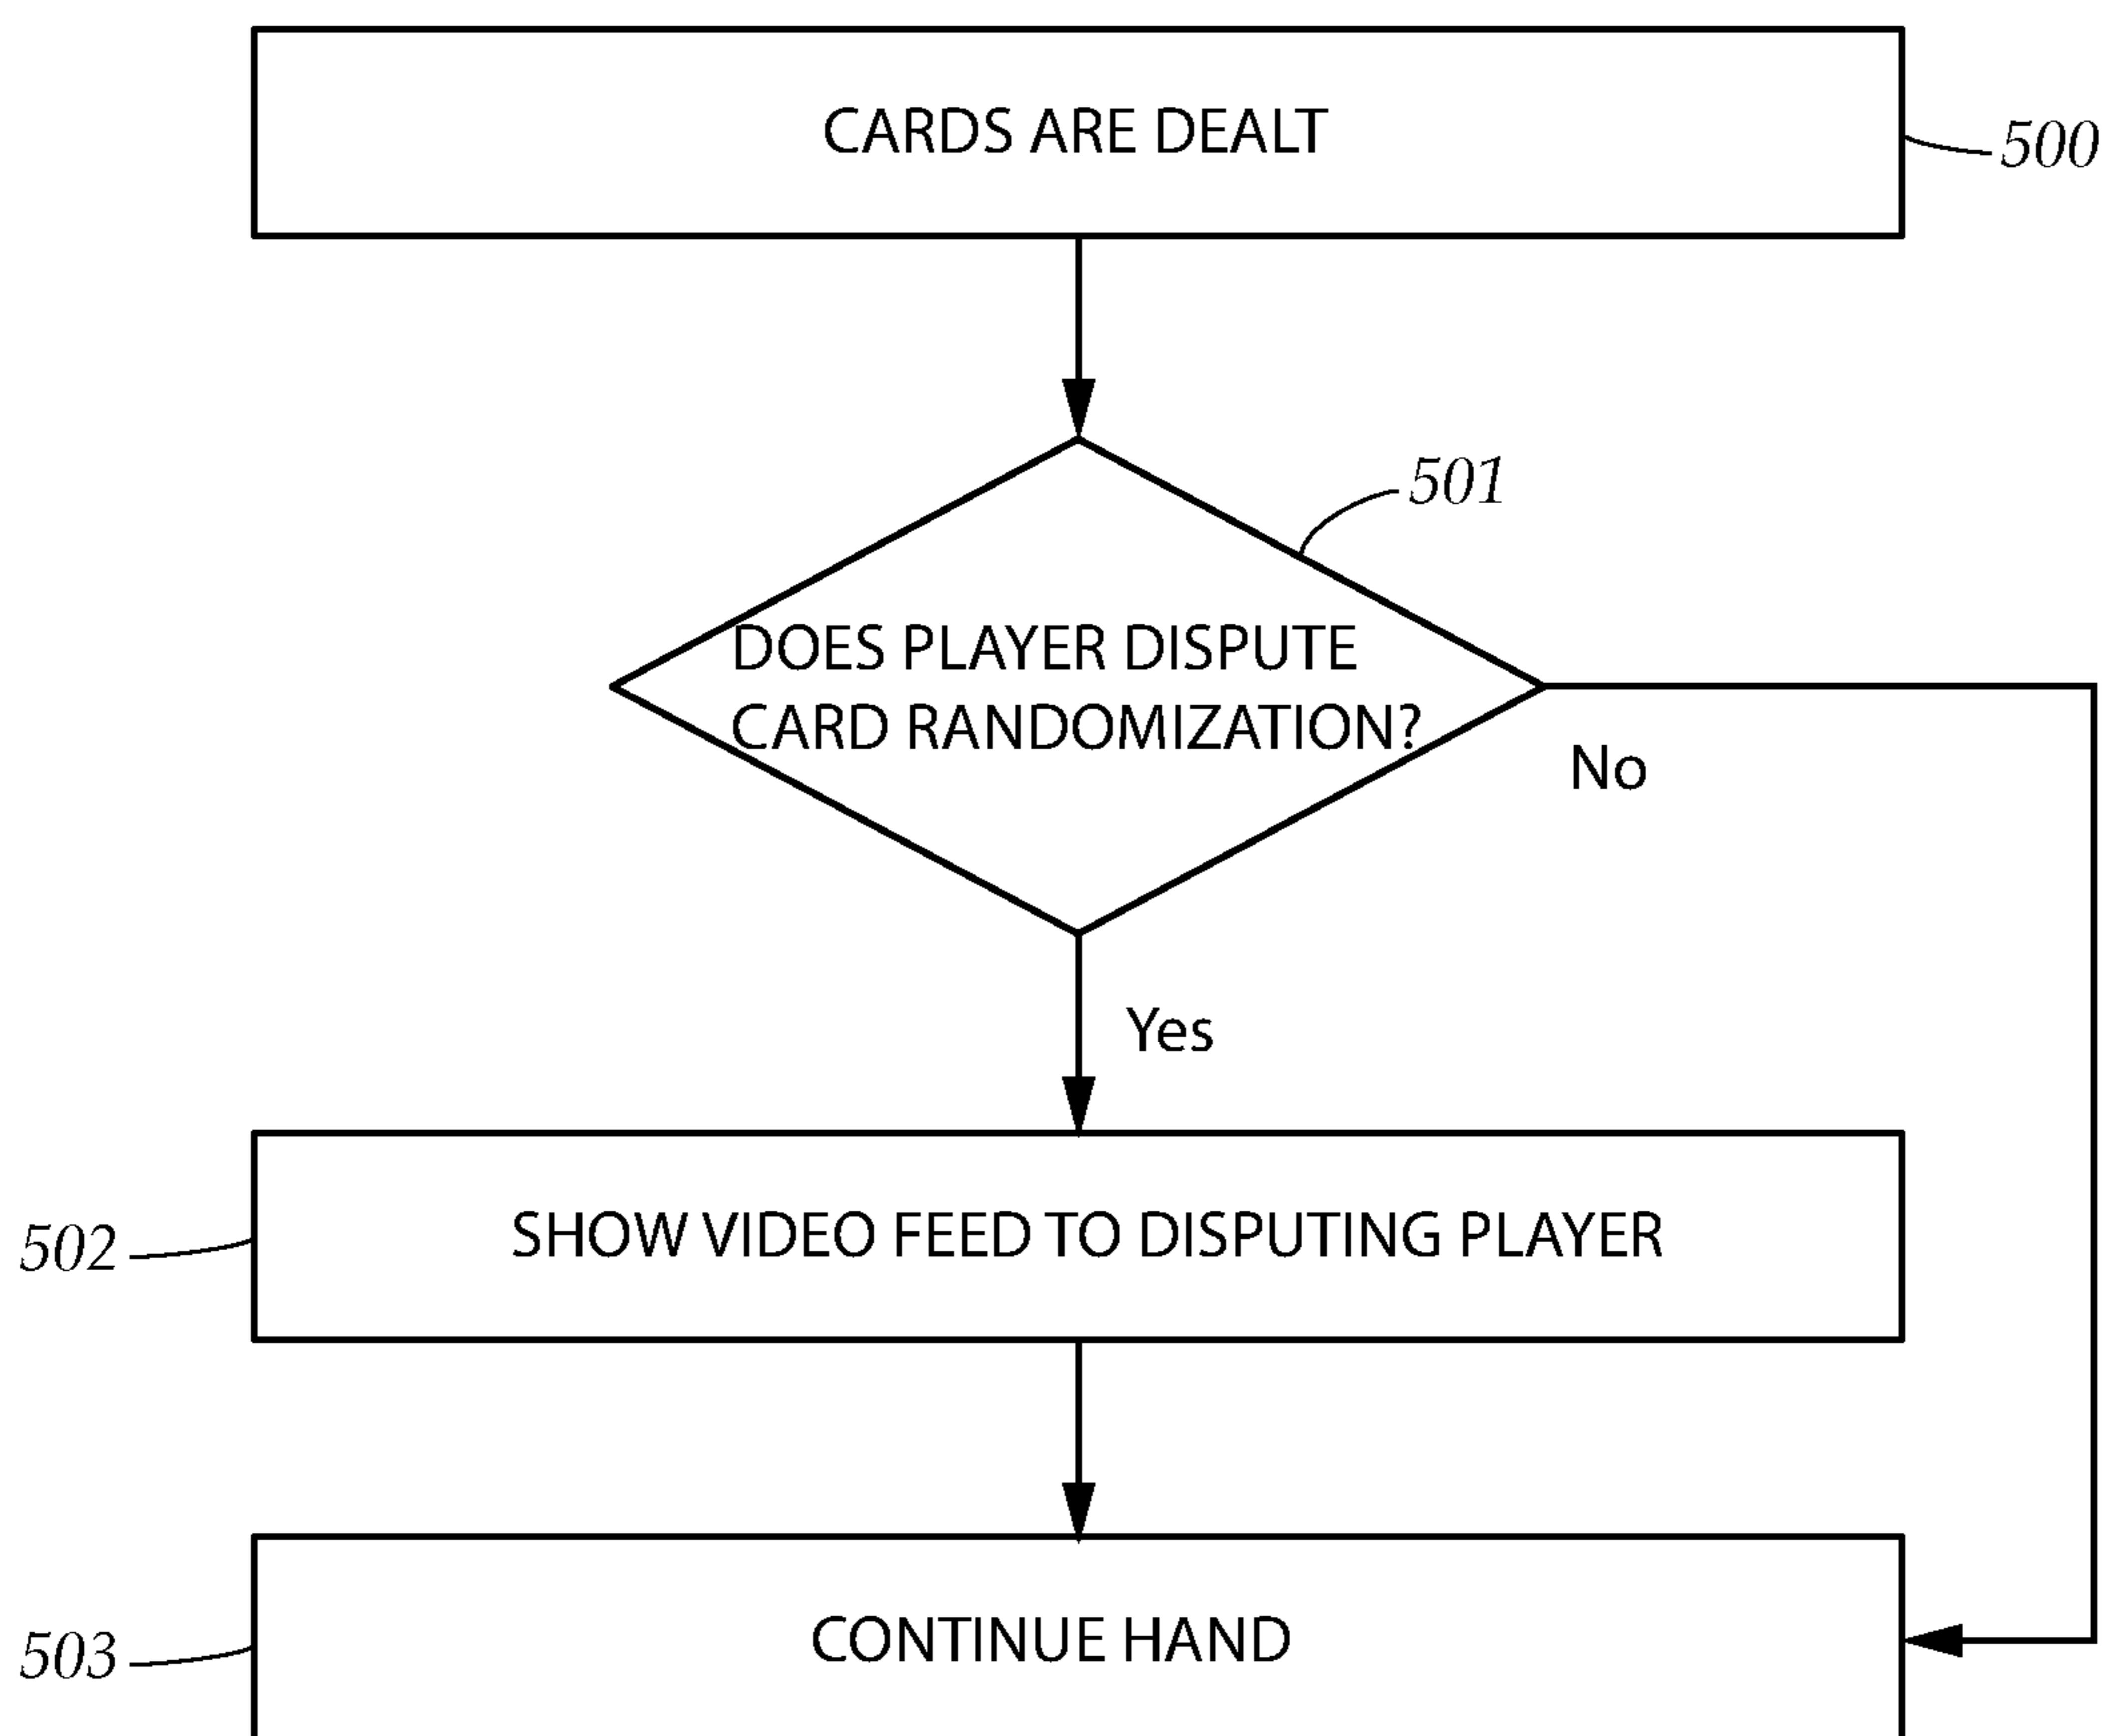 CARDS ARE DEALT
500
501
DOES PLAYER DISPUTE
CARD RANDOMIZATION?
No
Yes
SHOW VIDEO FEED TO DISPUTING PLAYER
502
CONTINUE HAND
503